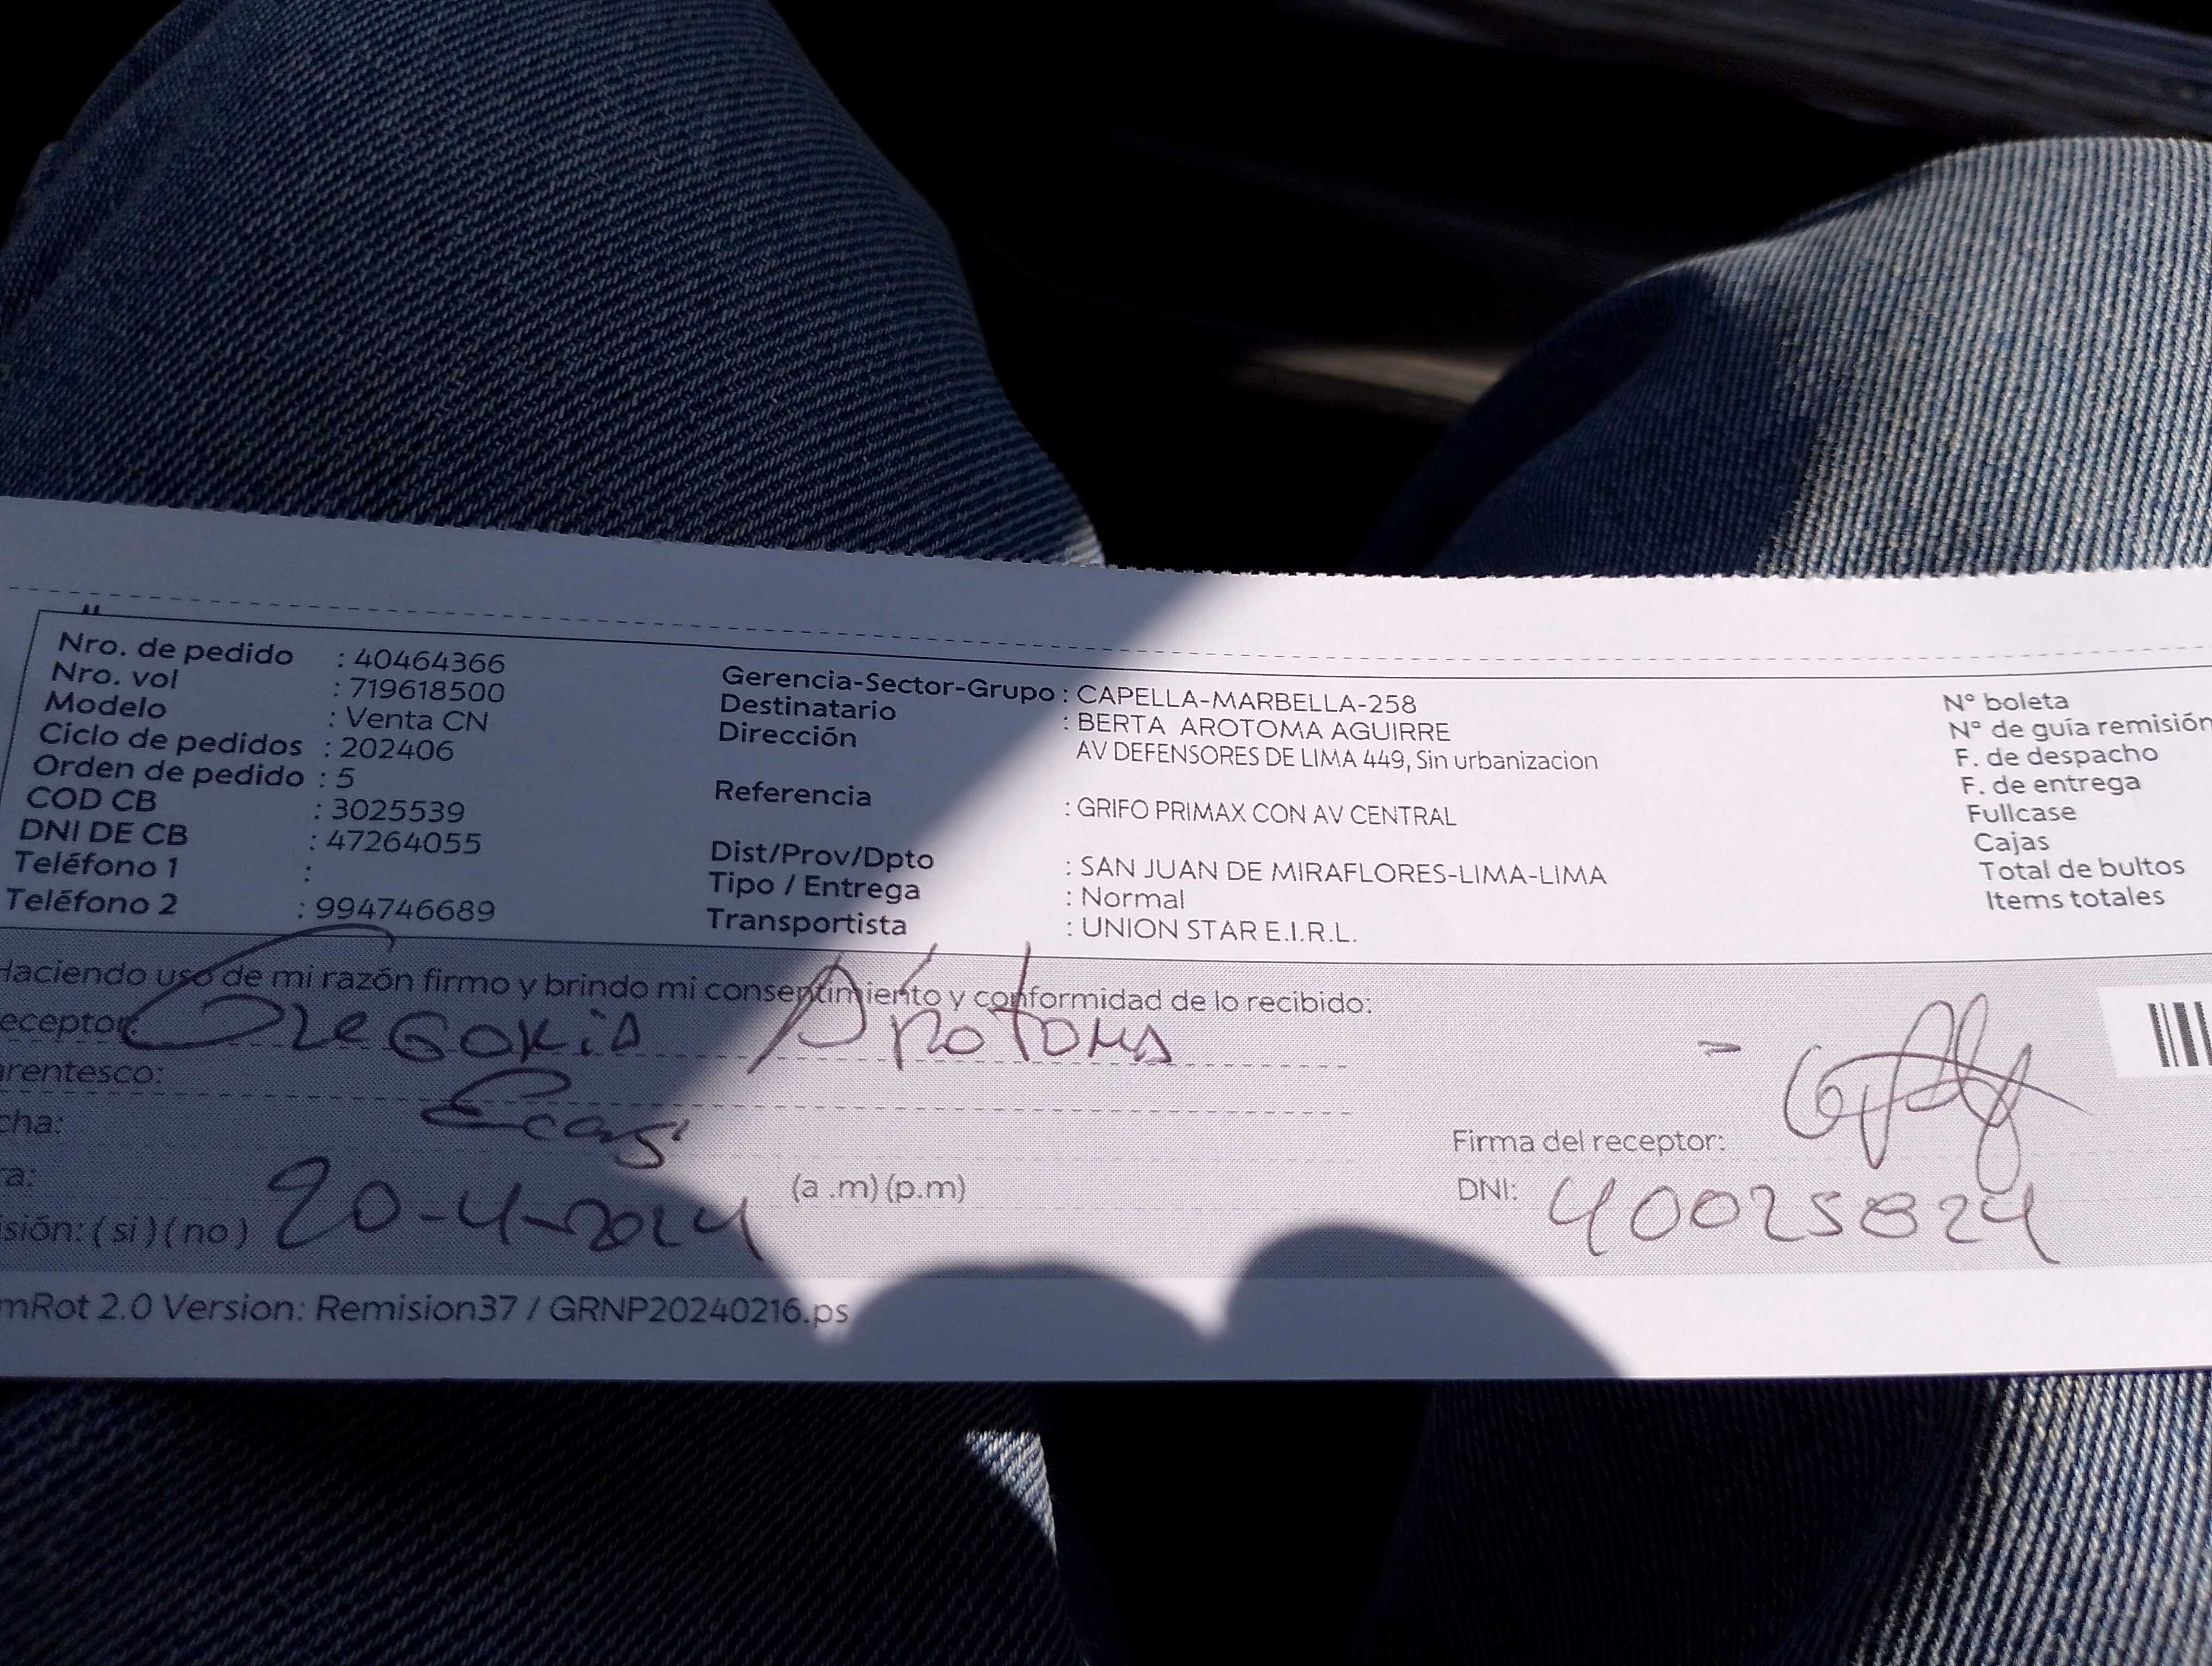 Nro. de pedido : 40464366
Nro. vol : 719618500
Modelo : Venta CN
Ciclo de pedidos : 202406
Orden de pedido : 5
COD CB : 3025539
DNI DE CB : 47264055
Teléfono 1 :
Teléfono 2 : 994746689
Gerencia-Sector-Grupo : CAPELLA-MARBELLA-258
Destinatario : BERTA AROTOMA AGUIRRE
Dirección AV DEFENSORES DE LIMA 449, Sin urbanizacion
Referencia : GRIFO PRIMAX CON AV CENTRAL
Dist/Prov/Dpto : SAN JUAN DE MIRAFLORES-LIMA-LIMA
Tipo / Entrega : Normal
Transportista : UNION STAR E.I.R.L.
N° boleta
N° de guía remisión
F. de despacho
F. de entrega
Fullcase
Cajas
Total de bultos
Items totales
Haciendo uso de mi razón firmo y brindo mi consentimiento y conformidad de lo recibido:
eceptor: GREGORIA AROTOMA
arentesco:
cha:
ra: (a .m) (p.m)
isión: ( si ) ( no ) 20-4-2024
Firma del receptor:
DNI: 40025824
mRot 2.0 Version: Remision37 / GRNP20240216.ps